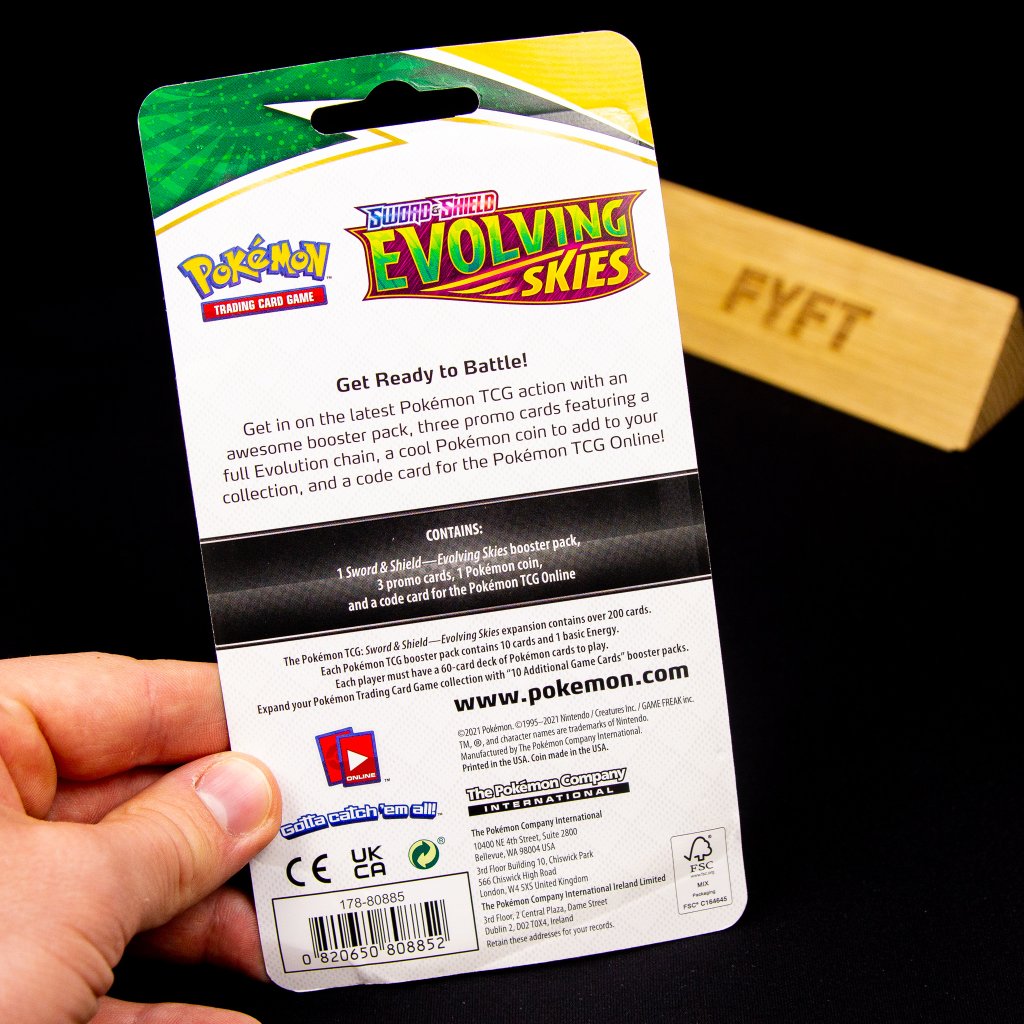 SWORD & SHIELD
EVOLVING
SKIES
Pokémon™
TRADING CARD GAME
FYFT
Get Ready to Battle!
Get in on the latest Pokémon TCG action with an
awesome booster pack, three promo cards featuring a
full Evolution chain, a cool Pokémon coin to add to your
collection, and a code card for the Pokémon TCG Online!
CONTAINS:
1 Sword & Shield—Evolving Skies booster pack,
3 promo cards, 1 Pokémon coin,
and a code card for the Pokémon TCG Online
The Pokémon TCG: Sword & Shield—Evolving Skies expansion contains over 200 cards.
Each Pokémon TCG booster pack contains 10 cards and 1 basic Energy.
Each player must have a 60-card deck of Pokémon cards to play.
Expand your Pokémon Trading Card Game collection with "10 Additional Game Cards" booster packs.
www.pokemon.com
©2021 Pokémon. ©1995–2021 Nintendo / Creatures Inc. / GAME FREAK inc.
TM, ®, and character names are trademarks of Nintendo.
Manufactured by The Pokémon Company International.
Printed in the USA. Coin made in the USA.
ONLINE™
Gotta catch 'em all!™
The Pokémon Company
INTERNATIONAL
The Pokémon Company International
10400 NE 4th Street, Suite 2800
Bellevue, WA 98004 USA
3rd Floor Building 10, Chiswick Park
566 Chiswick High Road
London, W4 5XS United Kingdom
The Pokémon Company International Ireland Limited
3rd Floor, 2 Central Plaza, Dame Street
Dublin 2, D02 T0X4, Ireland
Retain these addresses for your records.
CE
UK
CA
®
178-80885
0 820650 808852
FSC
www.fsc.org
MIX
Packaging
FSC® C164645